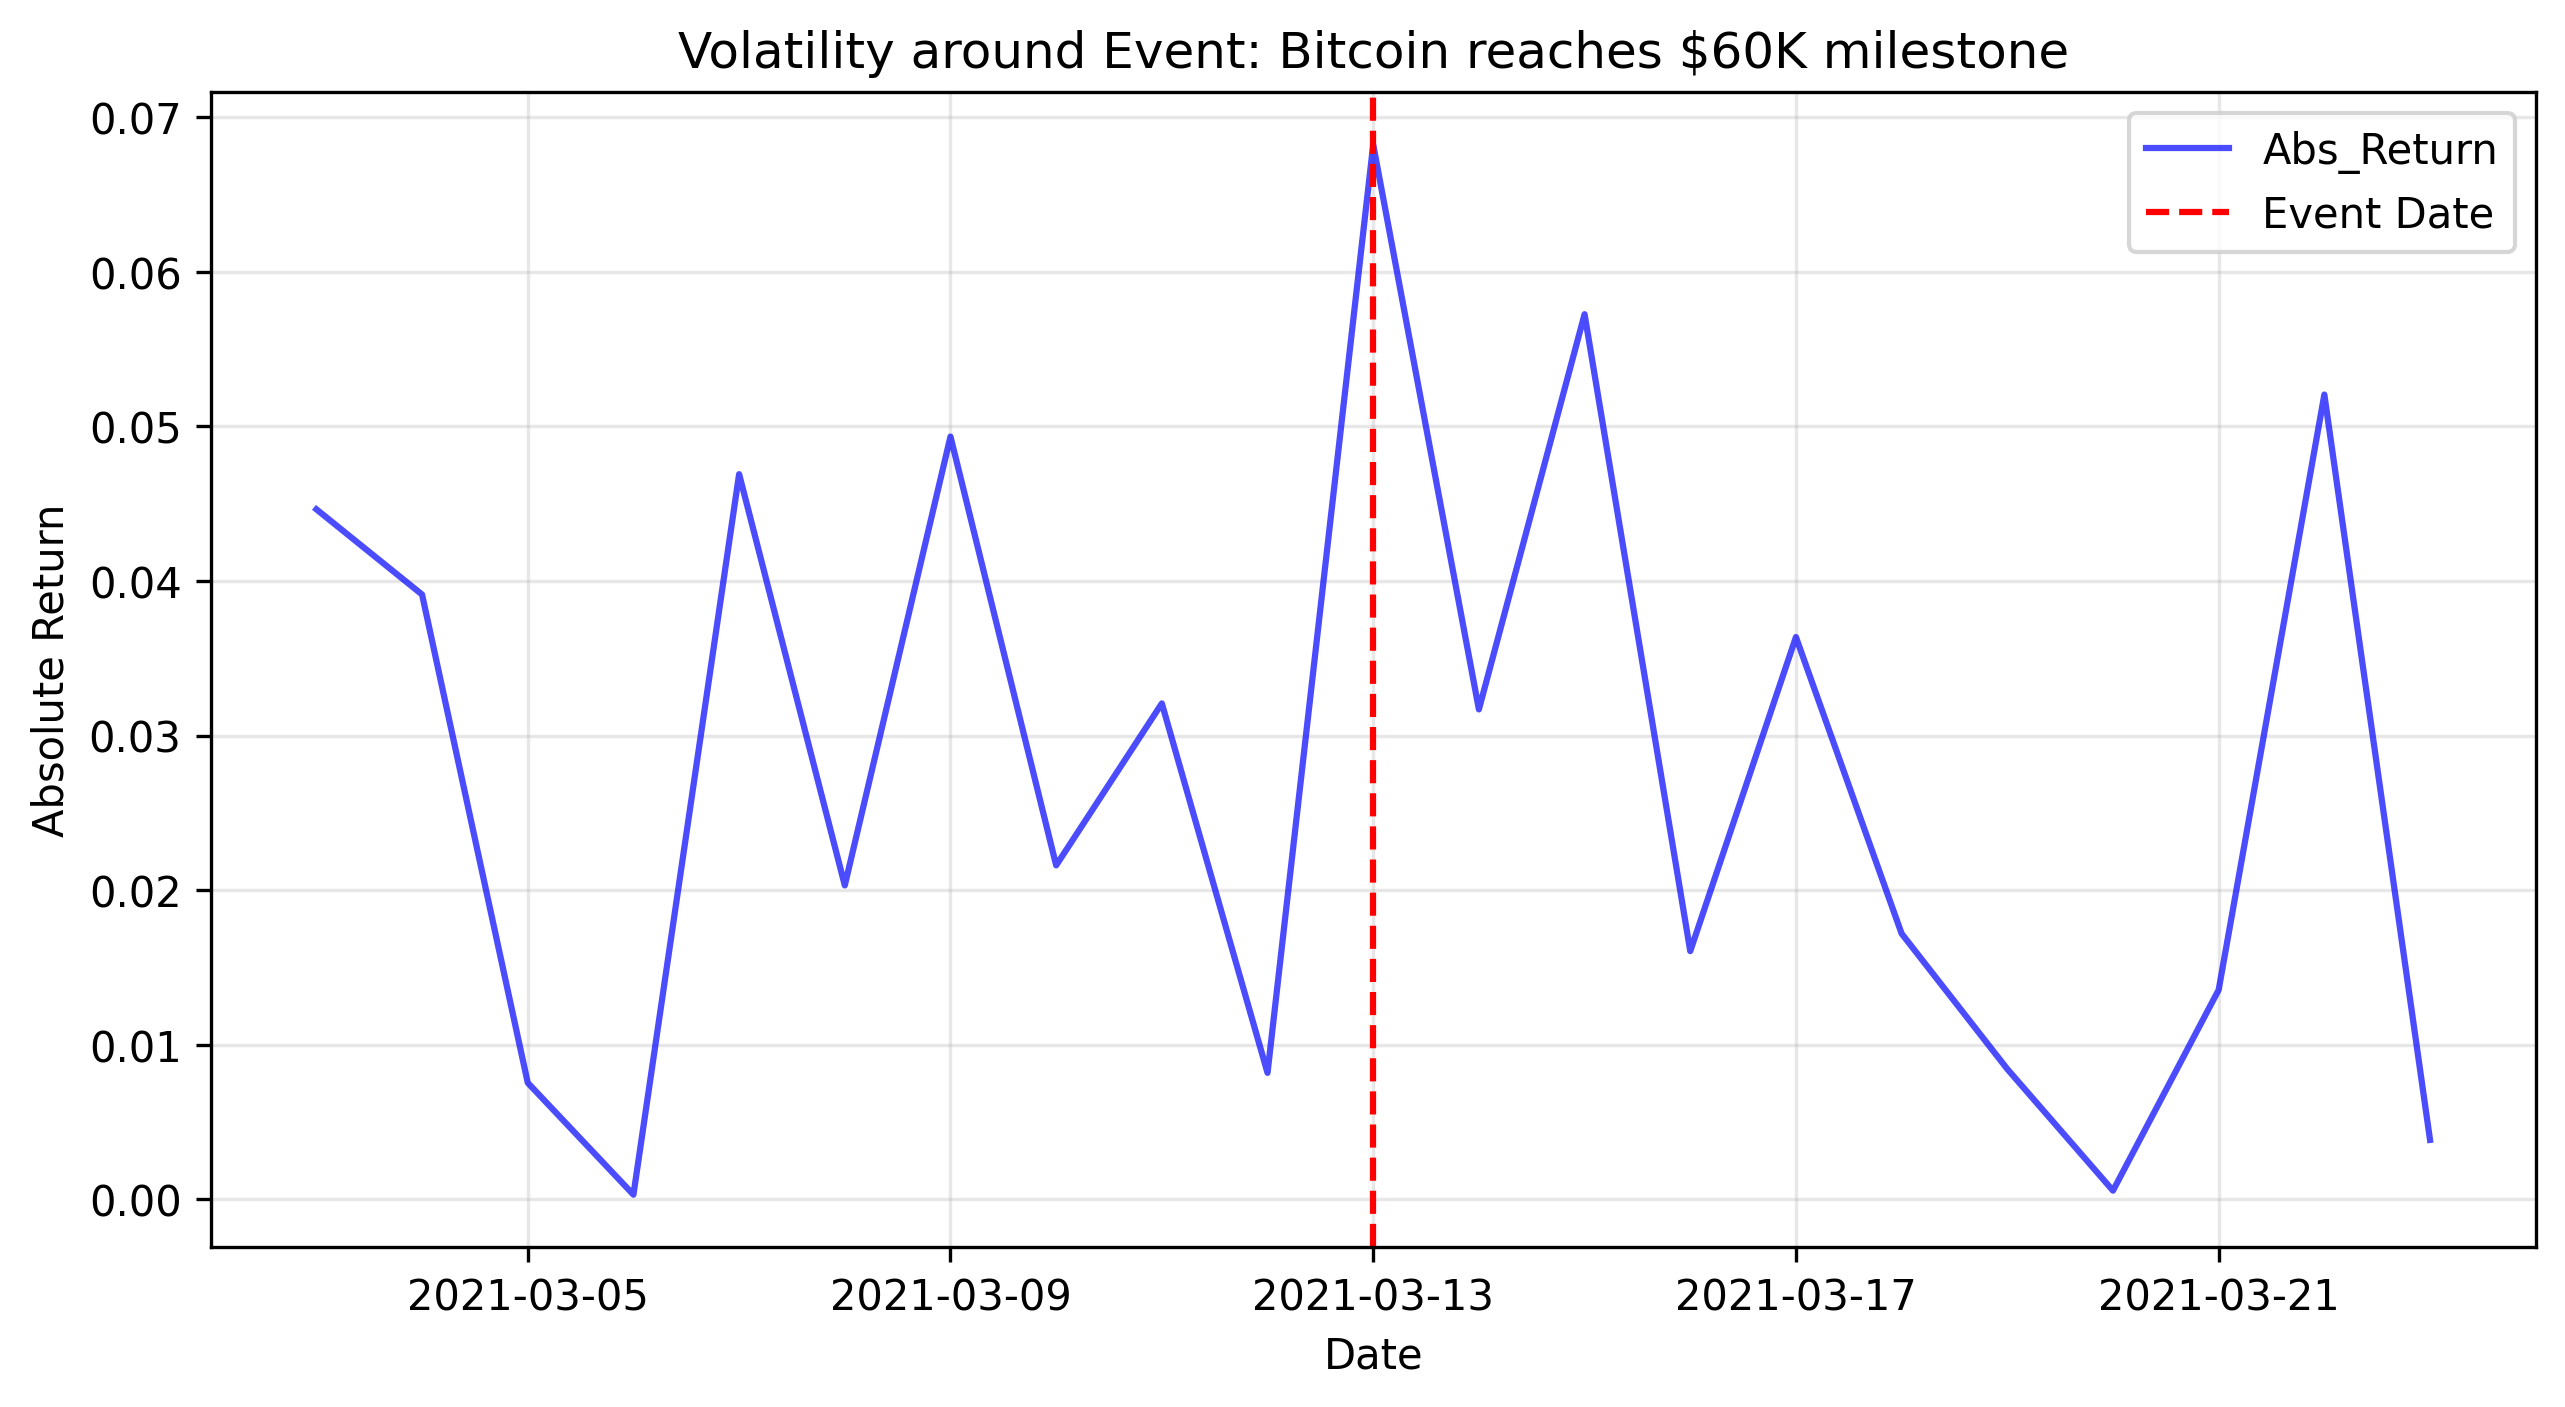 Volatility around Event: Bitcoin reaches $60K milestone
Abs_Return
Event Date
Absolute Return
0.07
0.06
0.05
0.04
0.03
0.02
0.01
0.00
2021-03-05 2021-03-09 2021-03-13 2021-03-17 2021-03-21
Date